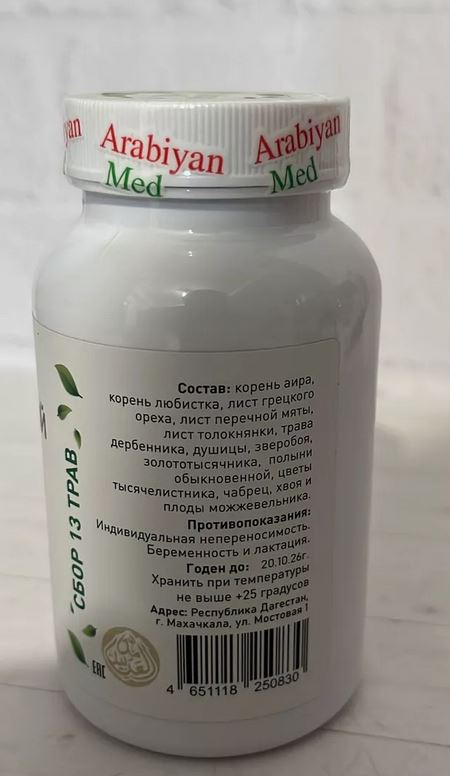 Arabiyan
Med
Arabiyan
Med
Й
СБОР 13 ТРАВ
Состав: корень аира,
корень любистка, лист грецкого
ореха, лист перечной мяты,
лист толокнянки, трава
дербенника, душицы, зверобоя,
золототысячника, полыни
обыкновенной, цветы
тысячелистника, чабрец, хвоя и
плоды можжевельника.
Противопоказания:
Индивидуальная непереносимость.
Беременность и лактация.
Годен до: 20.10.26г.
Хранить при температуры
не выше +25 градусов
Адрес: Республика Дагестан,
г. Махачкала, ул. Мостовая 1
EAC
4 651118 250830